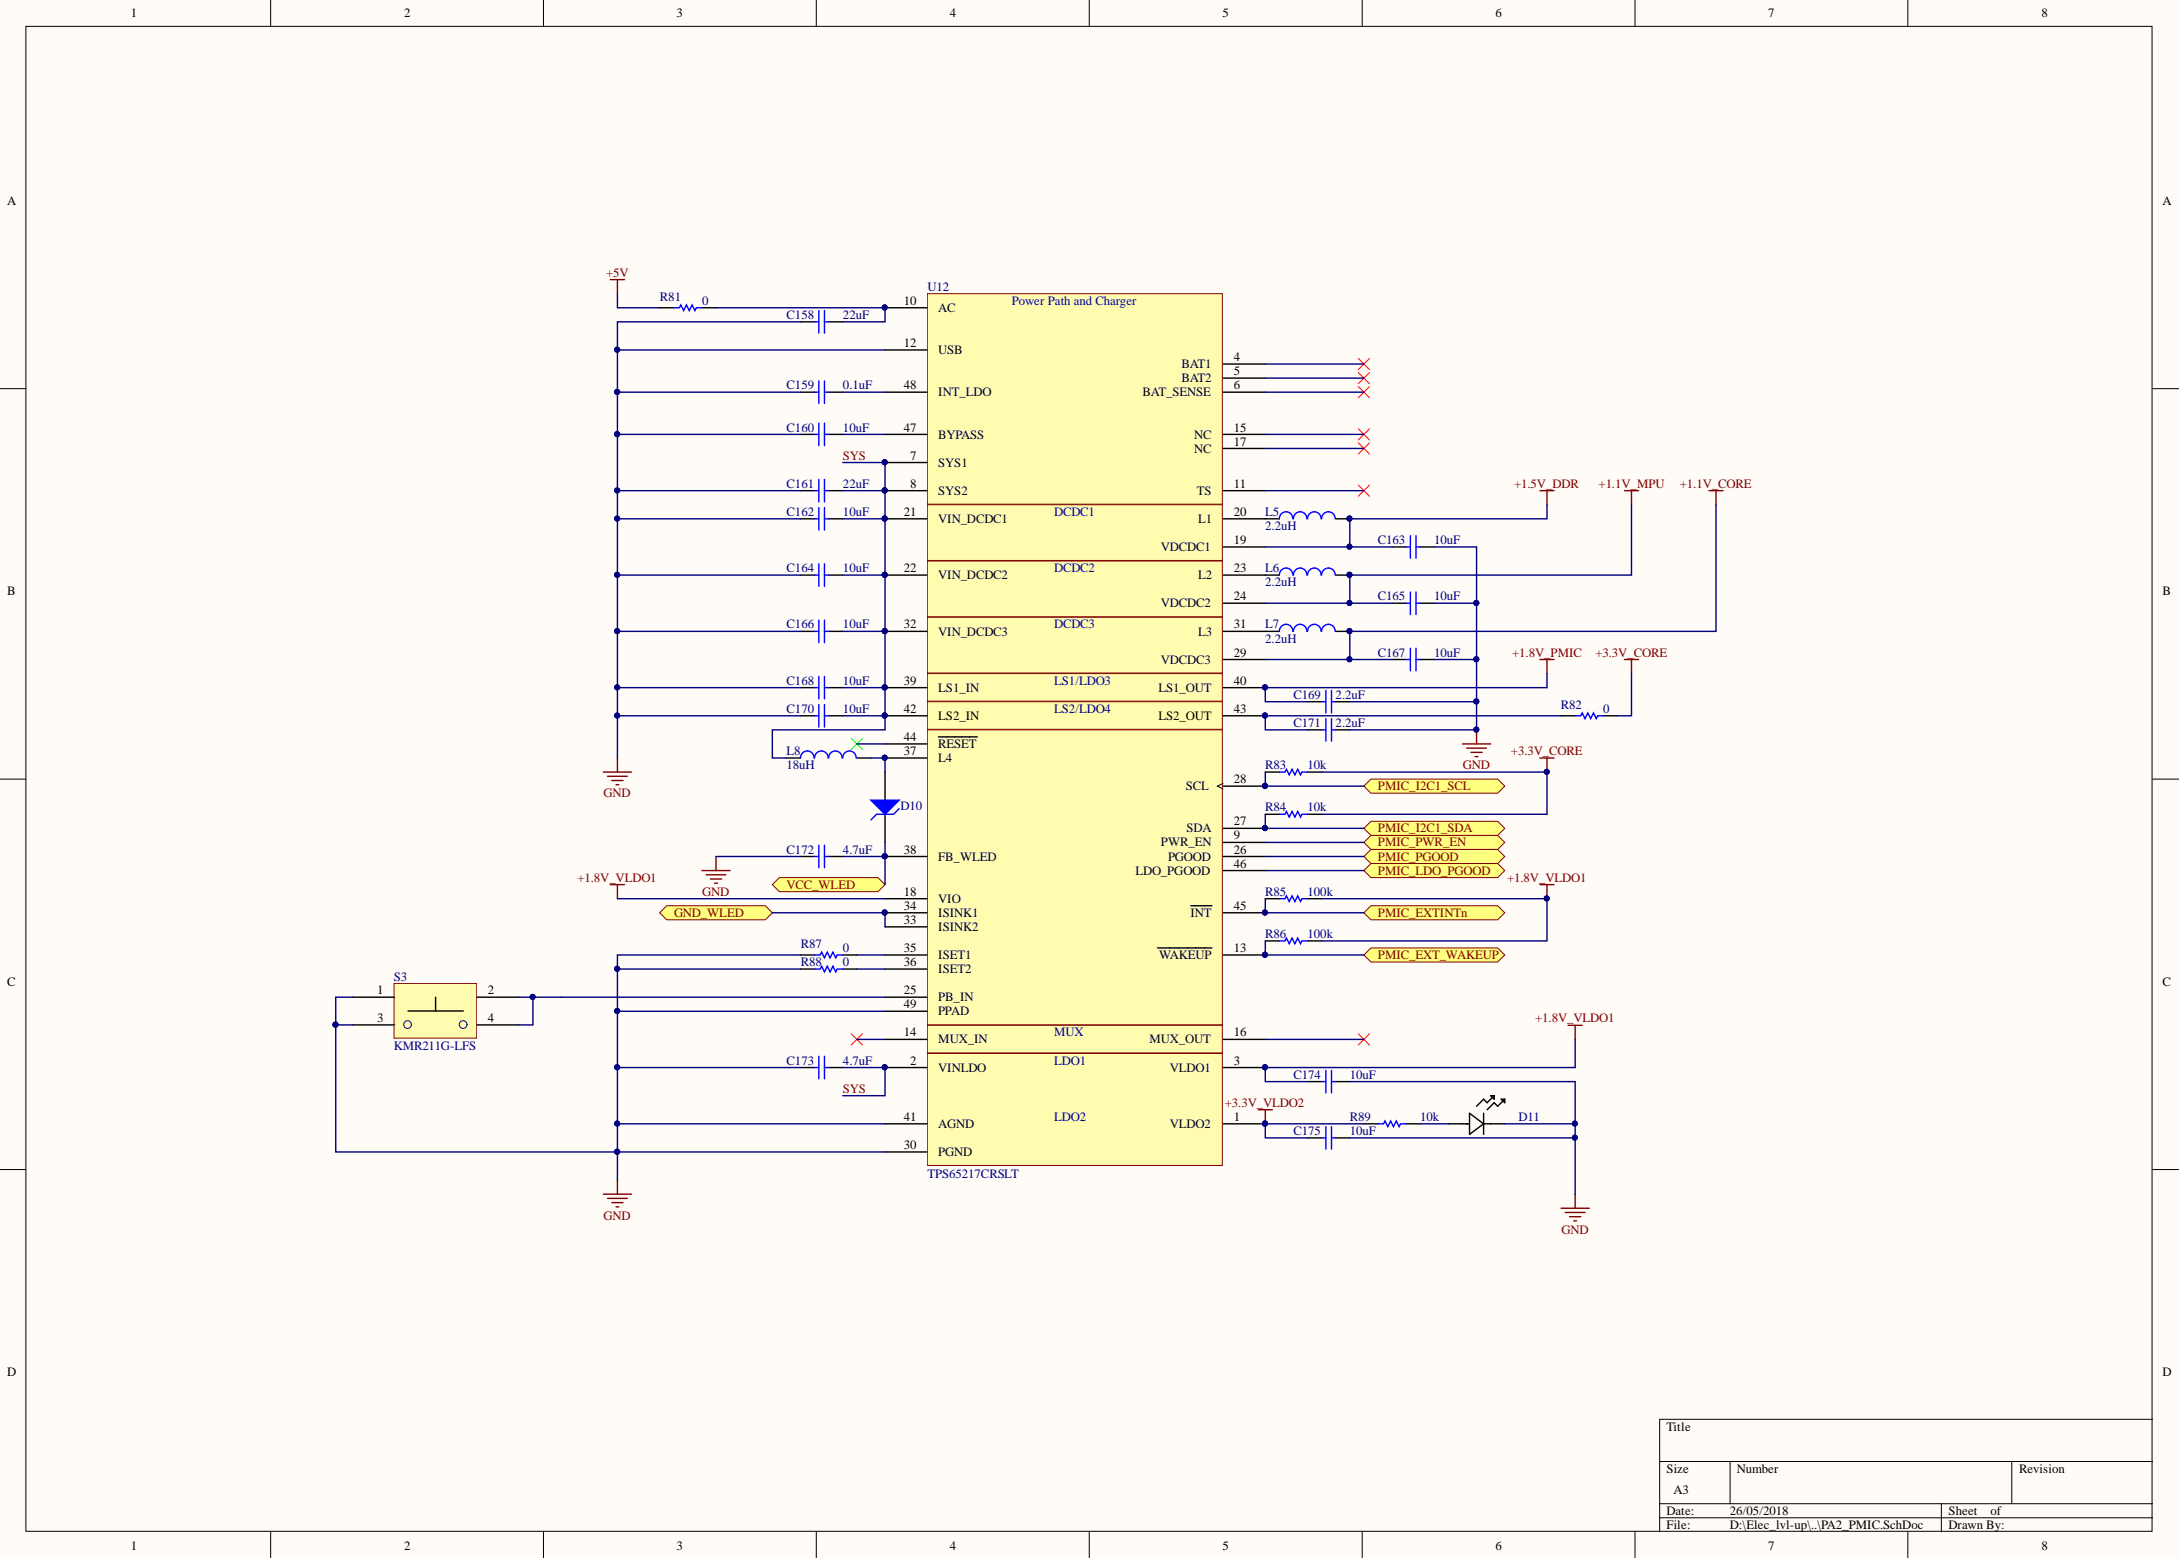 1 2 3 4 5 6 7 8
A A
+5V
U12
R81 0 10 AC Power Path and Charger
C158 22uF
12 USB
BAT1 4
BAT2 5
C159 0.1uF 48 INT_LDO BAT_SENSE 6
C160 10uF 47 BYPASS NC 15
NC 17
SYS 7 SYS1
C161 22uF 8 SYS2 TS 11 +1.5V_DDR +1.1V_MPU +1.1V_CORE
C162 10uF 21 VIN_DCDC1 DCDC1 L1 20 L5
2.2uH
VDCDC1 19 C163 10uF
C164 10uF 22 VIN_DCDC2 DCDC2 L2 23 L6
2.2uH
B B
VDCDC2 24 C165 10uF
C166 10uF 32 VIN_DCDC3 DCDC3 L3 31 L7
2.2uH
VDCDC3 29 C167 10uF +1.8V_PMIC +3.3V_CORE
C168 10uF 39 LS1_IN LS1/LDO3 LS1_OUT 40
C169 2.2uF
C170 10uF 42 LS2_IN LS2/LDO4 LS2_OUT 43 R82 0
C171 2.2uF
44 RESET
L8 37 L4 +3.3V_CORE
18uH GND
R83 10k
GND
SCL 28 PMIC_I2C1_SCL
D10
R84 10k
SDA 27 PMIC_I2C1_SDA
PWR_EN 9 PMIC_PWR_EN
C172 4.7uF 38 FB_WLED PGOOD 26 PMIC_PGOOD
LDO_PGOOD 46 PMIC_LDO_PGOOD
+1.8V_VLDO1 VCC_WLED +1.8V_VLDO1
GND
18 VIO R85 100k
GND_WLED 34 ISINK1 INT 45 PMIC_EXTINTn
33 ISINK2
R86 100k
R87 0 35 ISET1 WAKEUP 13 PMIC_EXT_WAKEUP
R88 0 36 ISET2
C C
S3
1 2 25 PB_IN
49 PPAD
3 4
KMR211G-LFS
+1.8V_VLDO1
14 MUX_IN MUX MUX_OUT 16
C173 4.7uF 2 VINLDO LDO1 VLDO1 3
C174 10uF
SYS
+3.3V_VLDO2
41 AGND LDO2 VLDO2 1 R89 10k D11
C175 10uF
30 PGND
TPS65217CRSLT
GND
GND
D D
Title
Size Number Revision
A3
Date: 26/05/2018 Sheet of
File: D:\Elec_lvl-up\..\PA2_PMIC.SchDoc Drawn By:
1 2 3 4 5 6 7 8